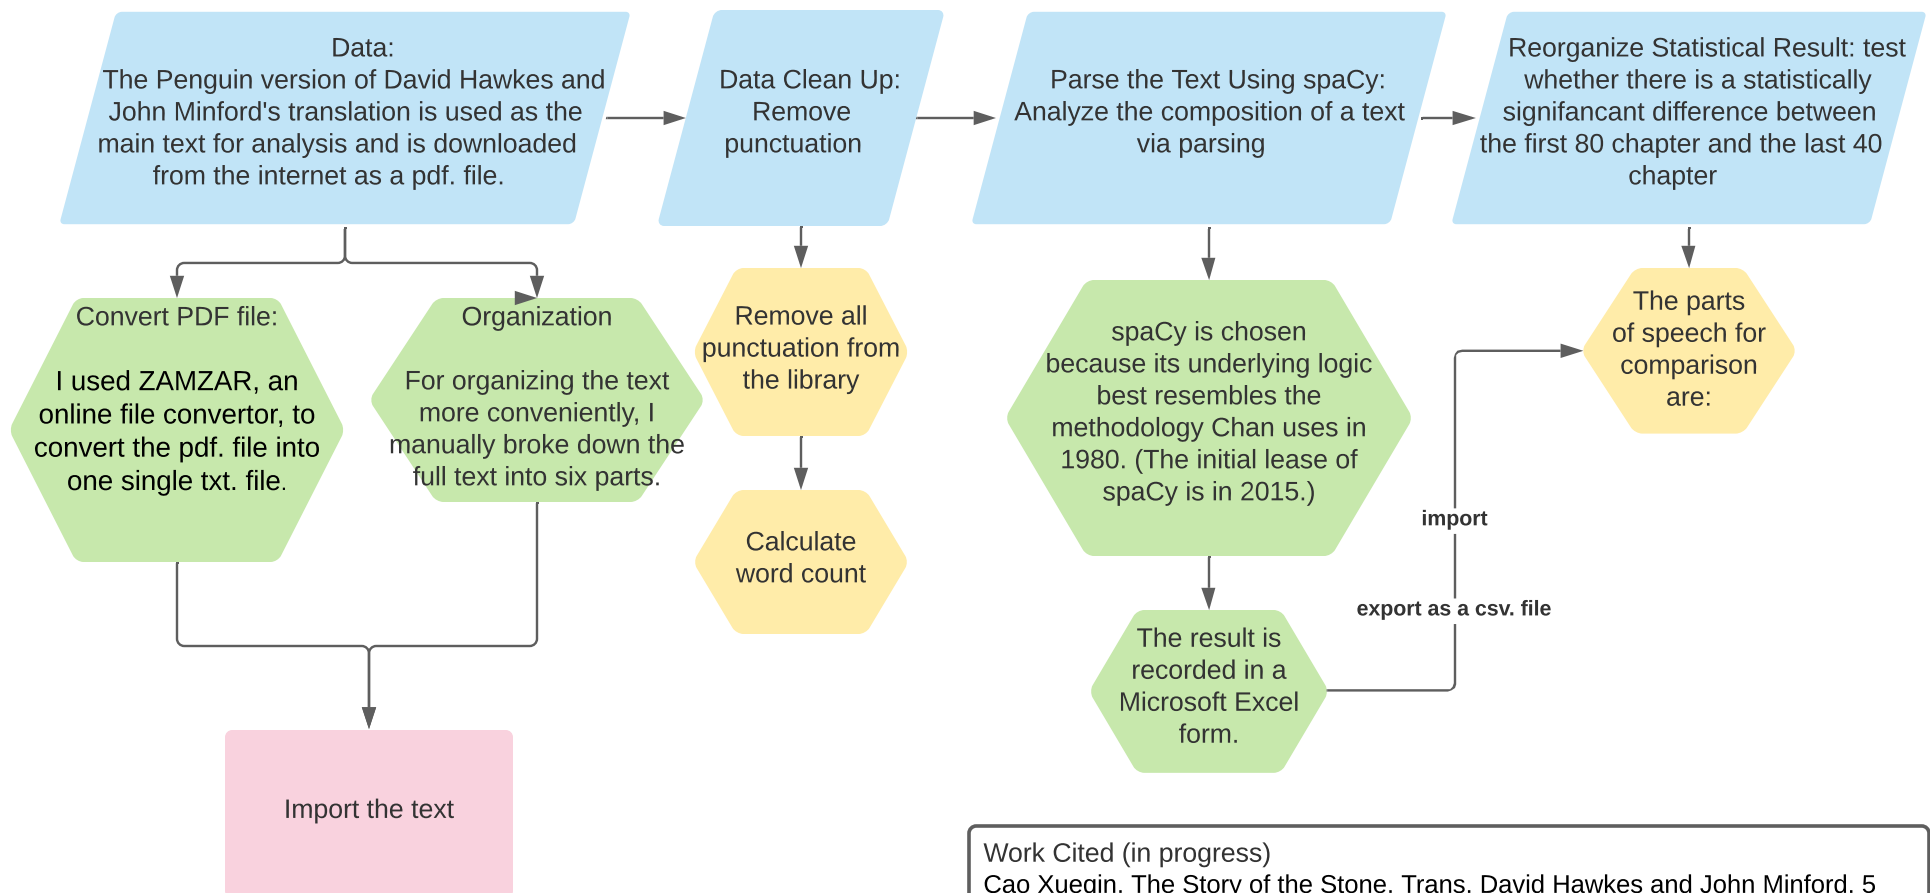 Data:
The Penguin version of David Hawkes and
John Minford's translation is used as the
main text for analysis and is downloaded
from the internet as a pdf. file.
Data Clean Up:
Remove
punctuation
Parse the Text Using spaCy:
Analyze the composition of a text
via parsing
Reorganize Statistical Result: test
whether there is a statistically
signifancant difference between
the first 80 chapter and the last 40
chapter
Convert PDF file:
I used ZAMZAR, an
online file convertor, to
convert the pdf. file into
one single txt. file.
Organization
For organizing the text
more conveniently, I
manually broke down the
full text into six parts.
Remove all
punctuation from
the library
Calculate
word count
spaCy is chosen
because its underlying logic
best resembles the
methodology Chan uses in
1980. (The initial lease of
spaCy is in 2015.)
The result is
recorded in a
Microsoft Excel
form.
import
export as a csv. file
The parts
of speech for
comparison
are:
Import the text
Work Cited (in progress)
Cao Xueqin. The Story of the Stone. Trans. David Hawkes and John Minford. 5